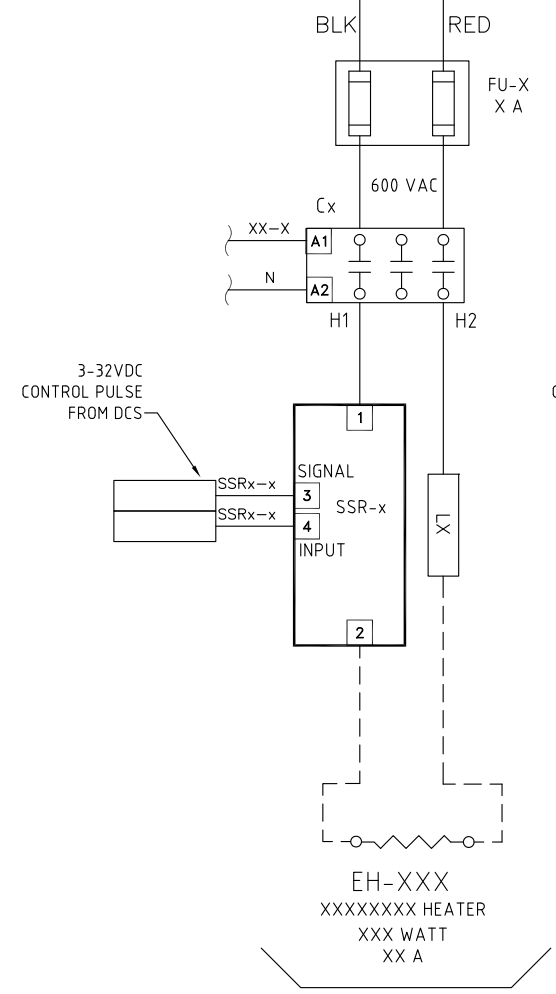 BLK
RED
FU-X
X A
600 VAC
Cx
XX-X
A1
N
A2
H1
H2
3-32VDC
CONTROL PULSE
FROM DCS
1
SIGNAL
SSRx-x
3
SSR-x
LX
SSRx-x
4
INPUT
2
EH-XXX
XXXXXXXX HEATER
XXX WATT
XX A